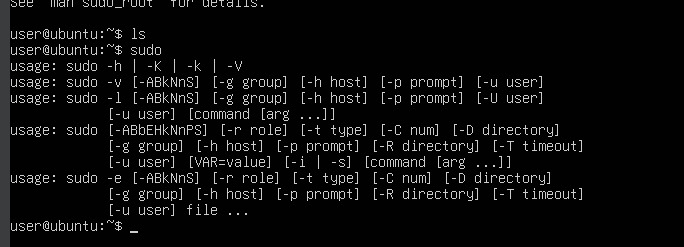 See "man sudo_root" for details.
user@ubuntu:~$ ls
user@ubuntu:~$ sudo
usage: sudo -h | -K | -k | -V
usage: sudo -v [-ABkNnS] [-g group] [-h host] [-p prompt] [-u user]
usage: sudo -l [-ABkNnS] [-g group] [-h host] [-p prompt] [-U user]
[-u user] [command [arg ...]]
usage: sudo [-ABbEHkNnPS] [-r role] [-t type] [-C num] [-D directory]
[-g group] [-h host] [-p prompt] [-R directory] [-T timeout]
[-u user] [VAR=value] [-i | -s] [command [arg ...]]
usage: sudo -e [-ABkNnS] [-r role] [-t type] [-C num] [-D directory]
[-g group] [-h host] [-p prompt] [-R directory] [-T timeout]
[-u user] file ...
user@ubuntu:~$ _